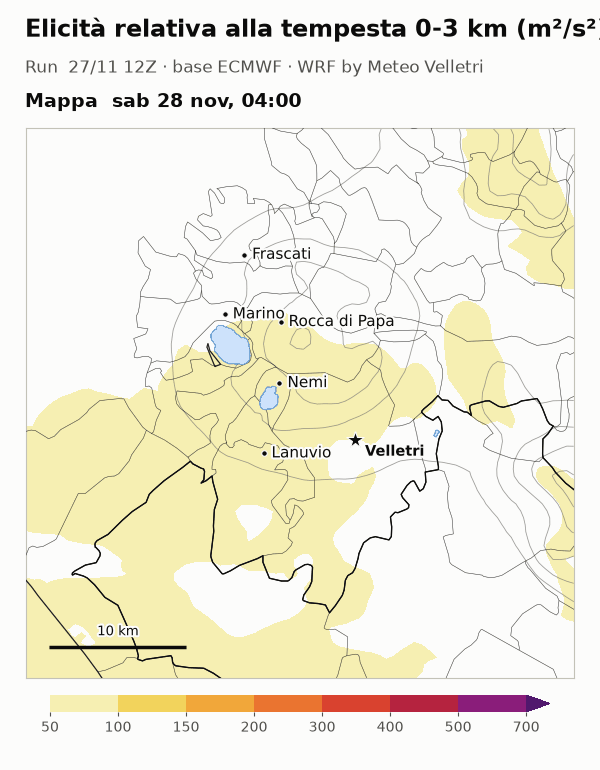 Elicità relativa alla tempesta 0-3 km (m²/s²)
Run 27/11 12Z · base ECMWF · WRF by Meteo Velletri
Mappa sab 28 nov, 04:00
Frascati
Marino
Rocca di Papa
Nemi
Lanuvio
Velletri
10 km
50 100 150 200 300 400 500 700